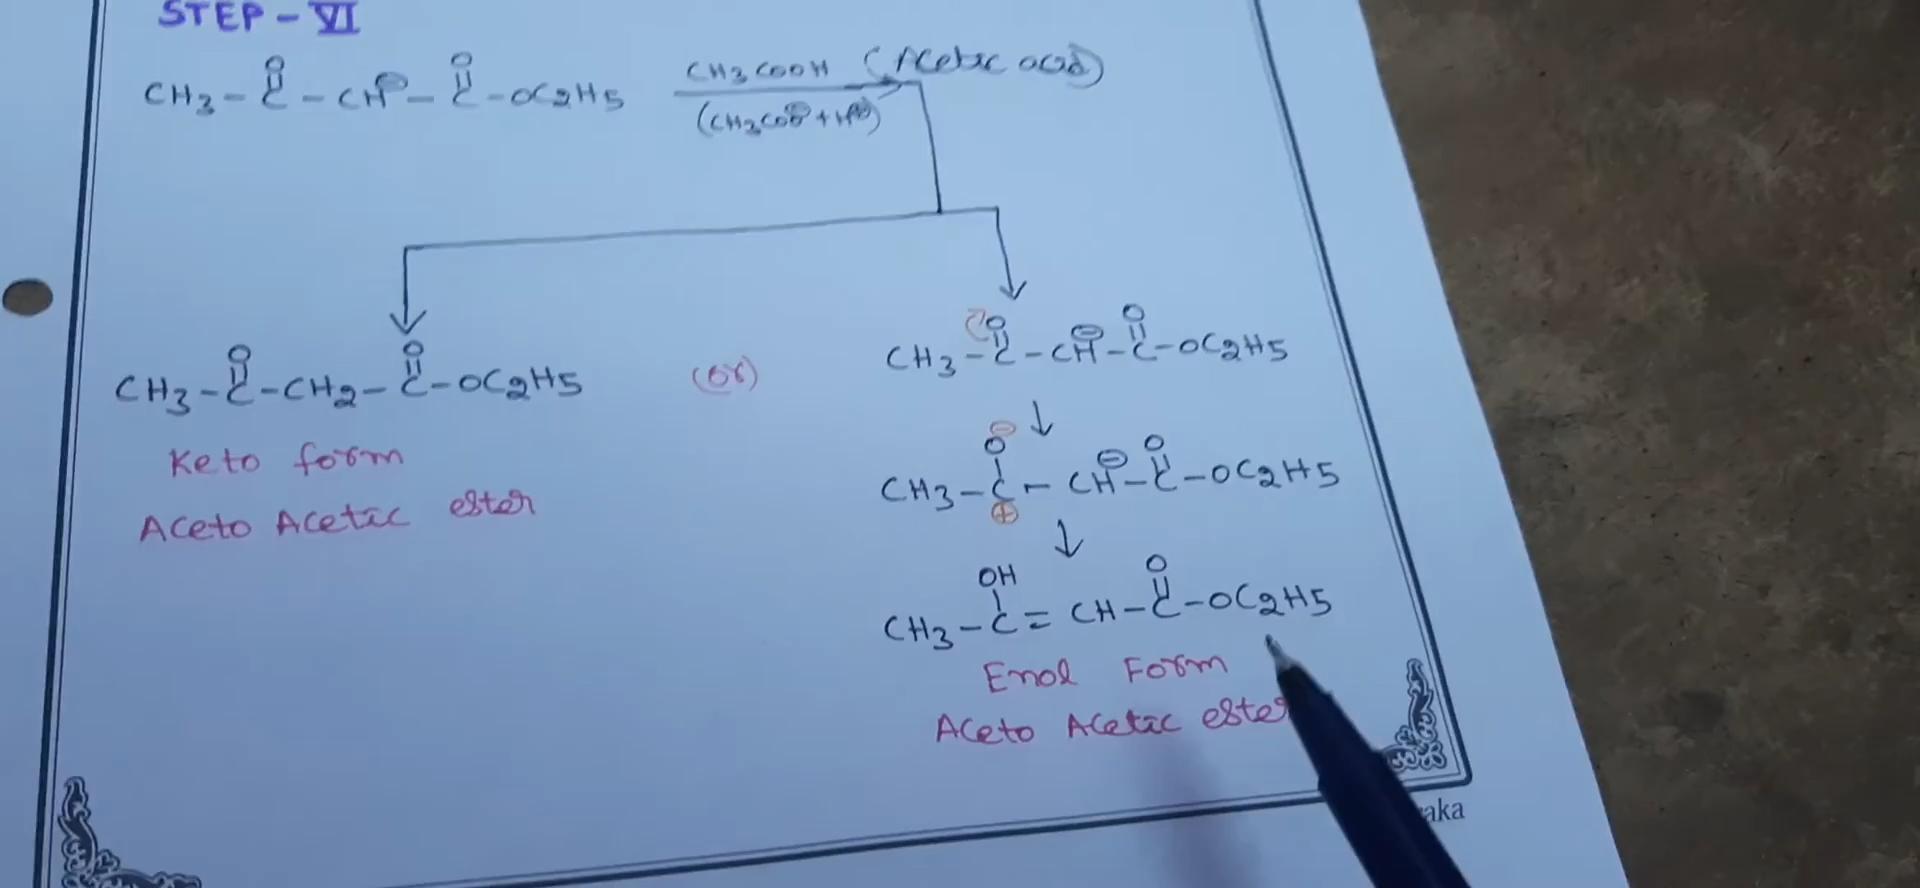 STEP - VI
CH3 - C(=O) - CH⊖ - C(=O) - OC2H5
CH3COOH (Acetic acid)
(CH3COO⊖ + H⊕)
CH3 - C(=O) - CH2 - C(=O) - OC2H5
Keto form
Aceto Acetic ester
(or)
CH3 - C(=O) - CH⊖ - C(=O) - OC2H5
CH3 - C⊕(-O⊖) - CH⊖ - C(=O) - OC2H5
CH3 - C(OH) = CH - C(=O) - OC2H5
Enol Form
Aceto Acetic ester
aka